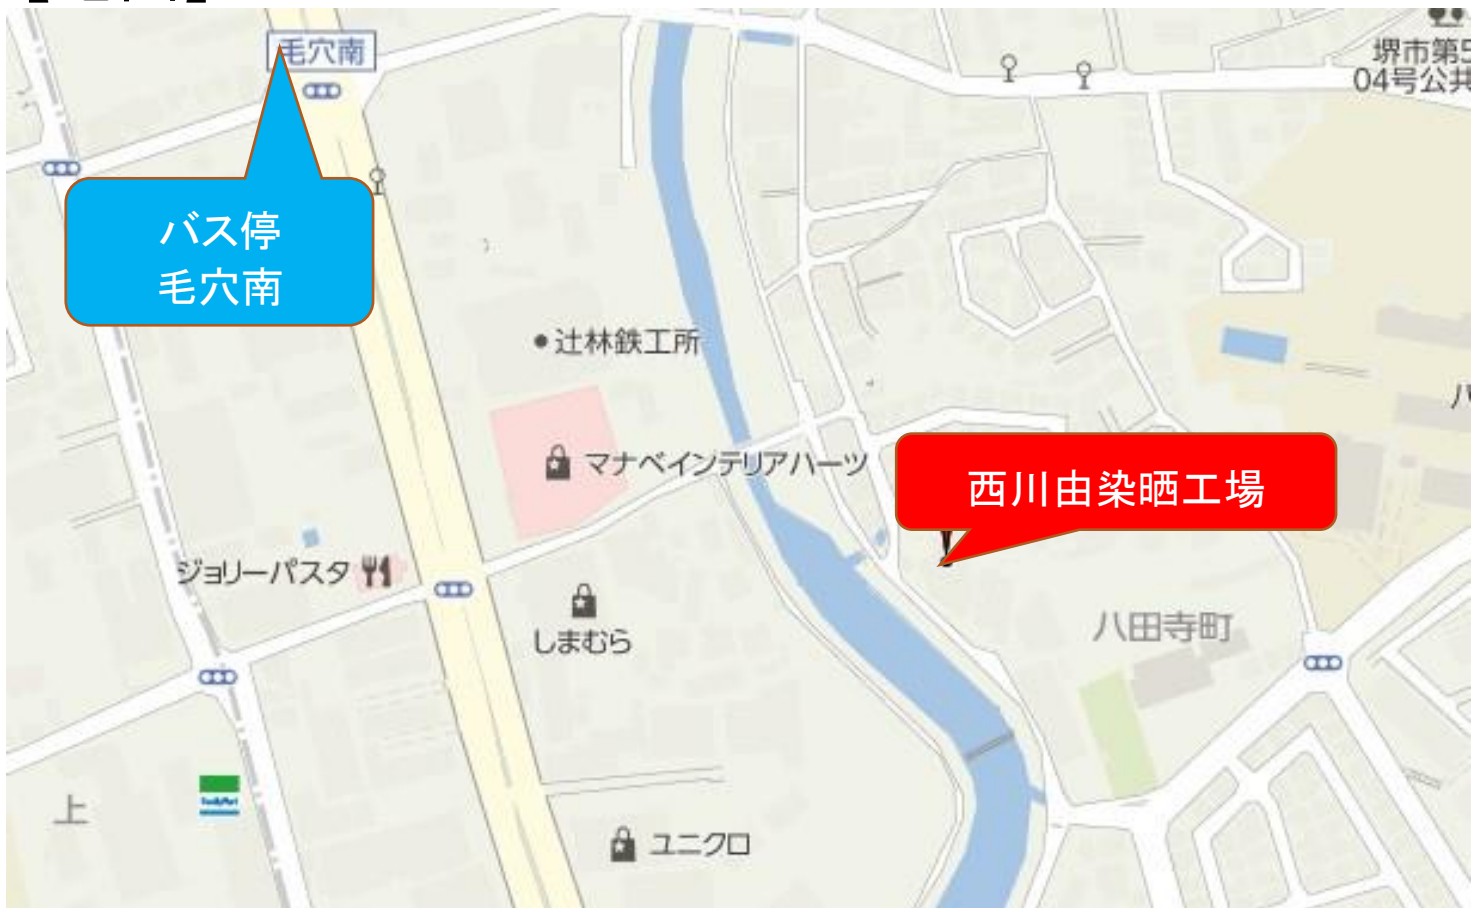 毛穴南
堺市第5
04号公共
バス停
毛穴南
辻林鉄工所
マナベインテリアハーツ
西川由染晒工場
ジョリーパスタ
しまむら
八田寺町
上
FamilyMart
ユニクロ